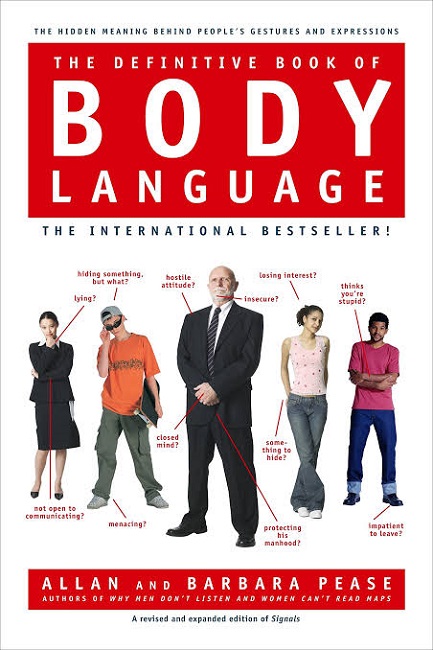 THE HIDDEN MEANING BEHIND PEOPLE'S GESTURES AND EXPRESSIONS
THE DEFINITIVE BOOK OF
BODY
LANGUAGE
THE INTERNATIONAL BESTSELLER!
hiding something,
but what?
lying?
hostile
attitude?
losing interest?
insecure?
thinks
you're
stupid?
closed
mind?
some-
thing to
hide?
not open to
communicating?
menacing?
protecting
his
manhood?
impatient
to leave?
ALLAN AND BARBARA PEASE
AUTHORS OF WHY MEN DON'T LISTEN AND WOMEN CAN'T READ MAPS
A revised and expanded edition of Signals